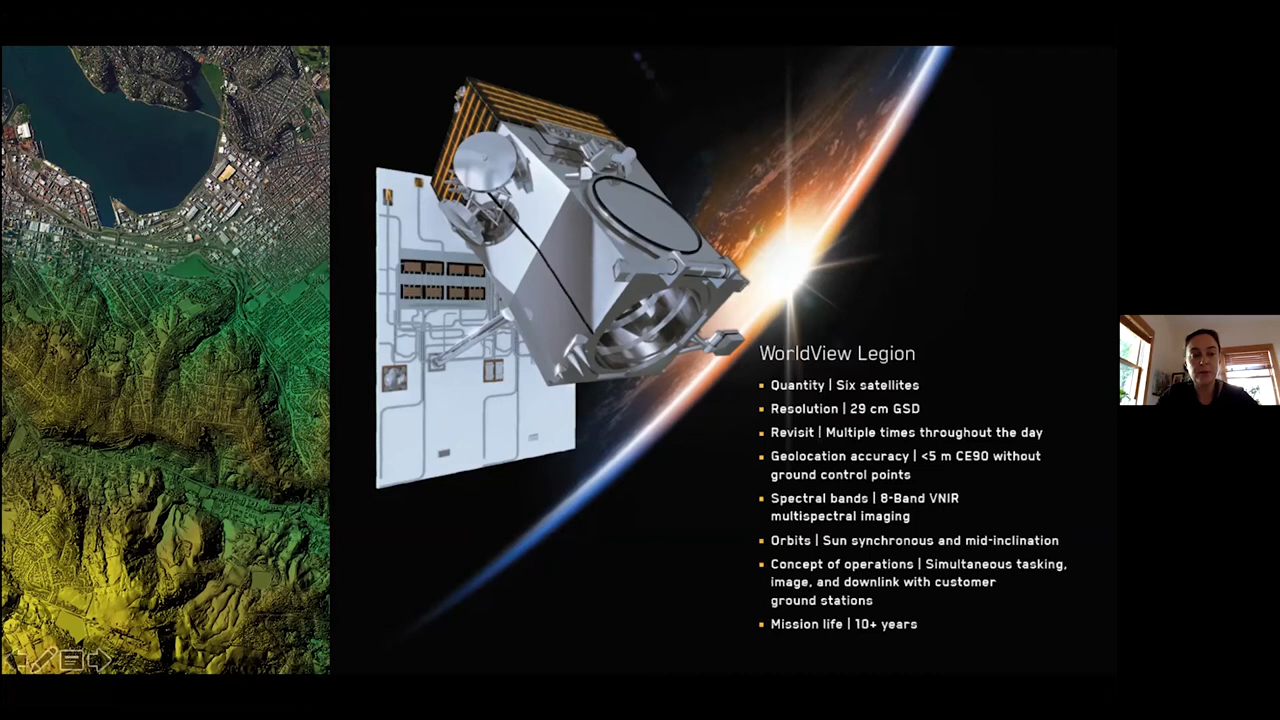 WorldView Legion
▪ Quantity | Six satellites
▪ Resolution | 29 cm GSD
▪ Revisit | Multiple times throughout the day
▪ Geolocation accuracy | <5 m CE90 without
ground control points
▪ Spectral bands | 8-Band VNIR
multispectral imaging
▪ Orbits | Sun synchronous and mid-inclination
▪ Concept of operations | Simultaneous tasking,
image, and downlink with customer
ground stations
▪ Mission life | 10+ years